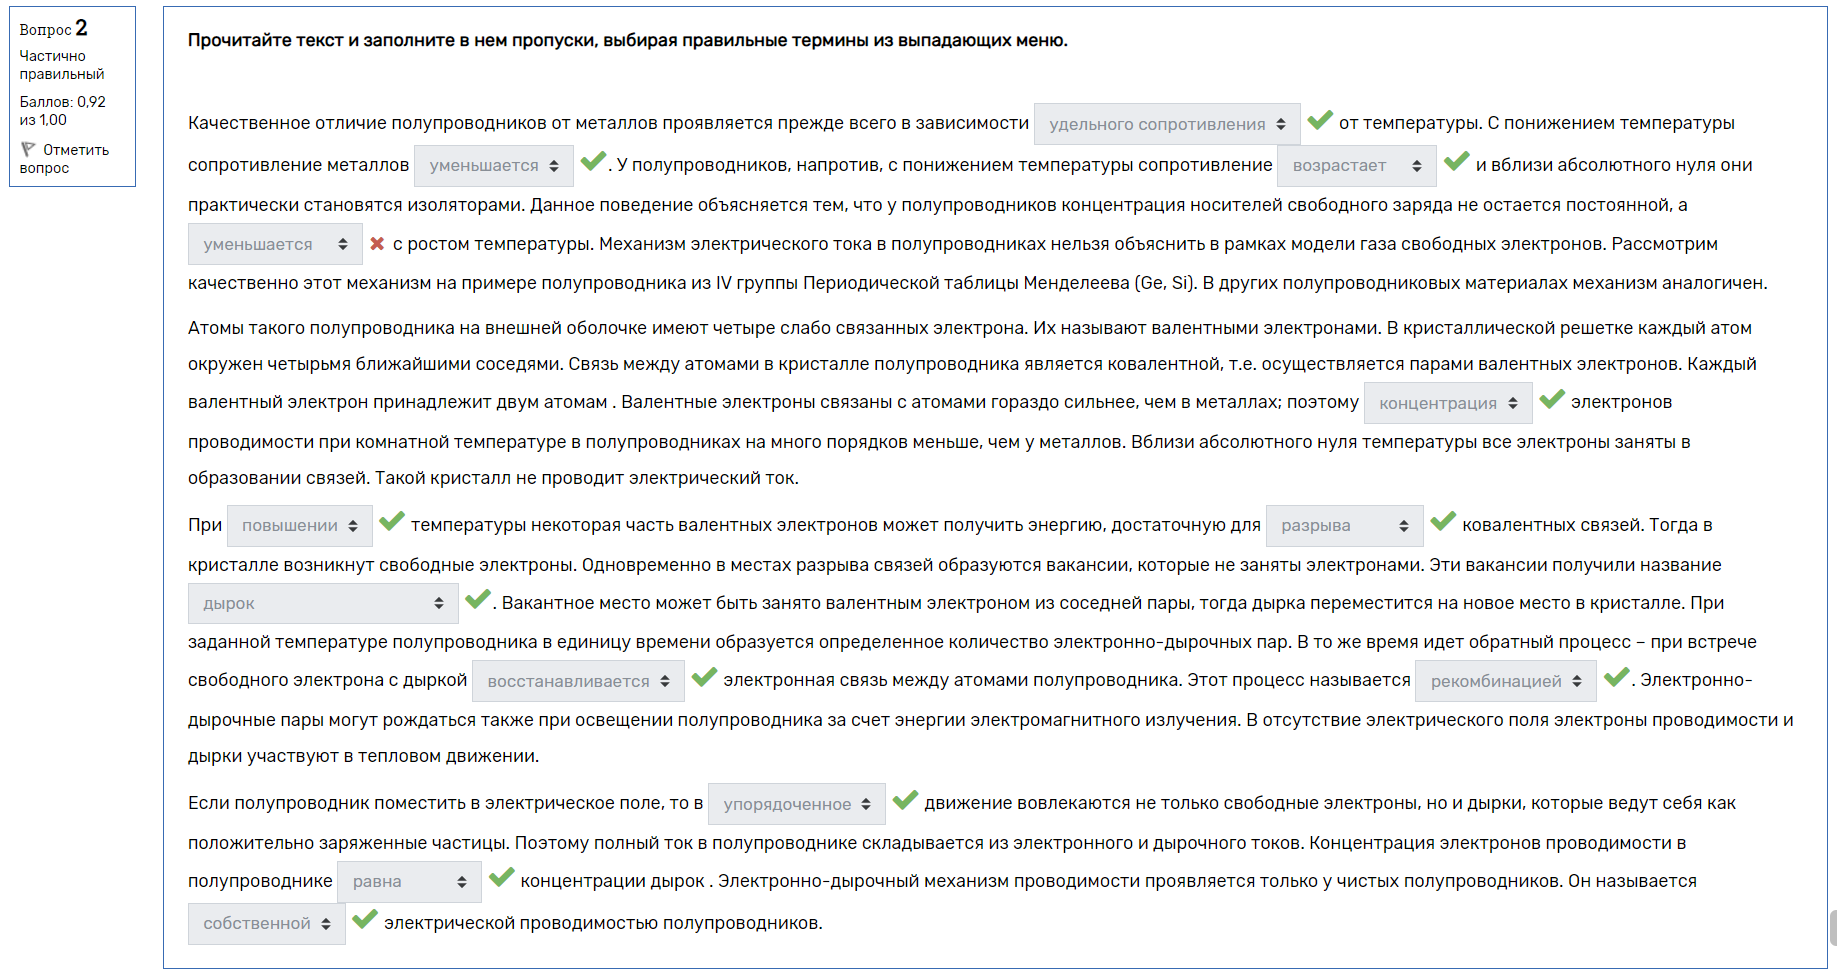 Вопрос 2
Частично
правильный
Баллов: 0,92
из 1,00
Отметить
вопрос
Прочитайте текст и заполните в нем пропуски, выбирая правильные термины из выпадающих меню.
Качественное отличие полупроводников от металлов проявляется прежде всего в зависимости удельного сопротивления от температуры. С понижением температуры
сопротивление металлов уменьшается . У полупроводников, напротив, с понижением температуры сопротивление возрастает и вблизи абсолютного нуля они
практически становятся изоляторами. Данное поведение объясняется тем, что у полупроводников концентрация носителей свободного заряда не остается постоянной, а
уменьшается с ростом температуры. Механизм электрического тока в полупроводниках нельзя объяснить в рамках модели газа свободных электронов. Рассмотрим
качественно этот механизм на примере полупроводника из IV группы Периодической таблицы Менделеева (Ge, Si). В других полупроводниковых материалах механизм аналогичен.
Атомы такого полупроводника на внешней оболочке имеют четыре слабо связанных электрона. Их называют валентными электронами. В кристаллической решетке каждый атом
окружен четырьмя ближайшими соседями. Связь между атомами в кристалле полупроводника является ковалентной, т.е. осуществляется парами валентных электронов. Каждый
валентный электрон принадлежит двум атомам . Валентные электроны связаны с атомами гораздо сильнее, чем в металлах; поэтому концентрация электронов
проводимости при комнатной температуре в полупроводниках на много порядков меньше, чем у металлов. Вблизи абсолютного нуля температуры все электроны заняты в
образовании связей. Такой кристалл не проводит электрический ток.
При повышении температуры некоторая часть валентных электронов может получить энергию, достаточную для разрыва ковалентных связей. Тогда в
кристалле возникнут свободные электроны. Одновременно в местах разрыва связей образуются вакансии, которые не заняты электронами. Эти вакансии получили название
дырок . Вакантное место может быть занято валентным электроном из соседней пары, тогда дырка переместится на новое место в кристалле. При
заданной температуре полупроводника в единицу времени образуется определенное количество электронно-дырочных пар. В то же время идет обратный процесс – при встрече
свободного электрона с дыркой восстанавливается электронная связь между атомами полупроводника. Этот процесс называется рекомбинацией . Электронно-
дырочные пары могут рождаться также при освещении полупроводника за счет энергии электромагнитного излучения. В отсутствие электрического поля электроны проводимости и
дырки участвуют в тепловом движении.
Если полупроводник поместить в электрическое поле, то в упорядоченное движение вовлекаются не только свободные электроны, но и дырки, которые ведут себя как
положительно заряженные частицы. Поэтому полный ток в полупроводнике складывается из электронного и дырочного токов. Концентрация электронов проводимости в
полупроводнике равна концентрации дырок . Электронно-дырочный механизм проводимости проявляется только у чистых полупроводников. Он называется
собственной электрической проводимостью полупроводников.